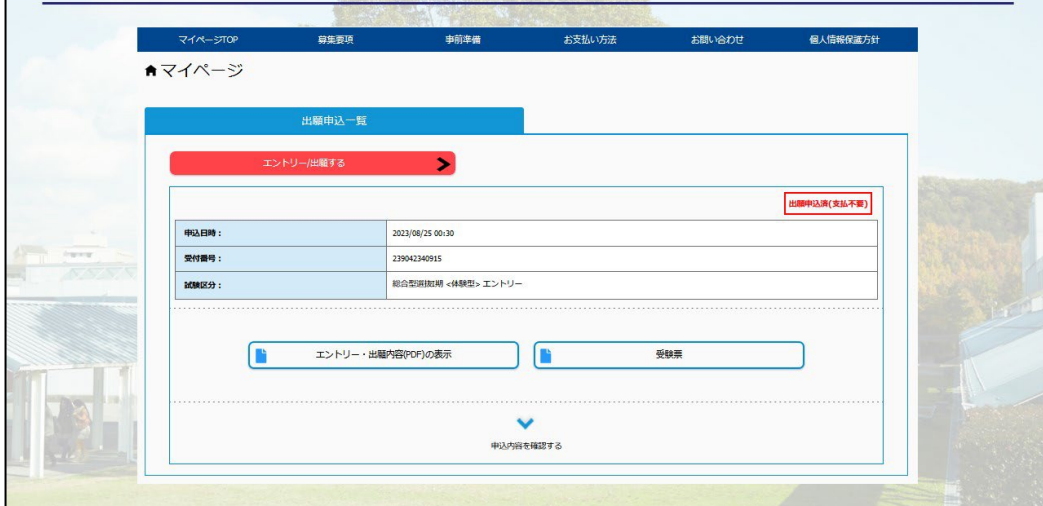 マイページTOP 募集要項 事前準備 お支払い方法 お問い合わせ 個人情報保護方針
マイページ
出願申込一覧
エントリー/出願する
出願申込済(支払不要)
申込日時： 2023/08/25 00:30
受付番号： 239042340915
試験区分： 総合型選抜Ⅰ期 <体験型> エントリー
エントリー・出願内容(PDF)の表示 受験票
申込内容を確認する